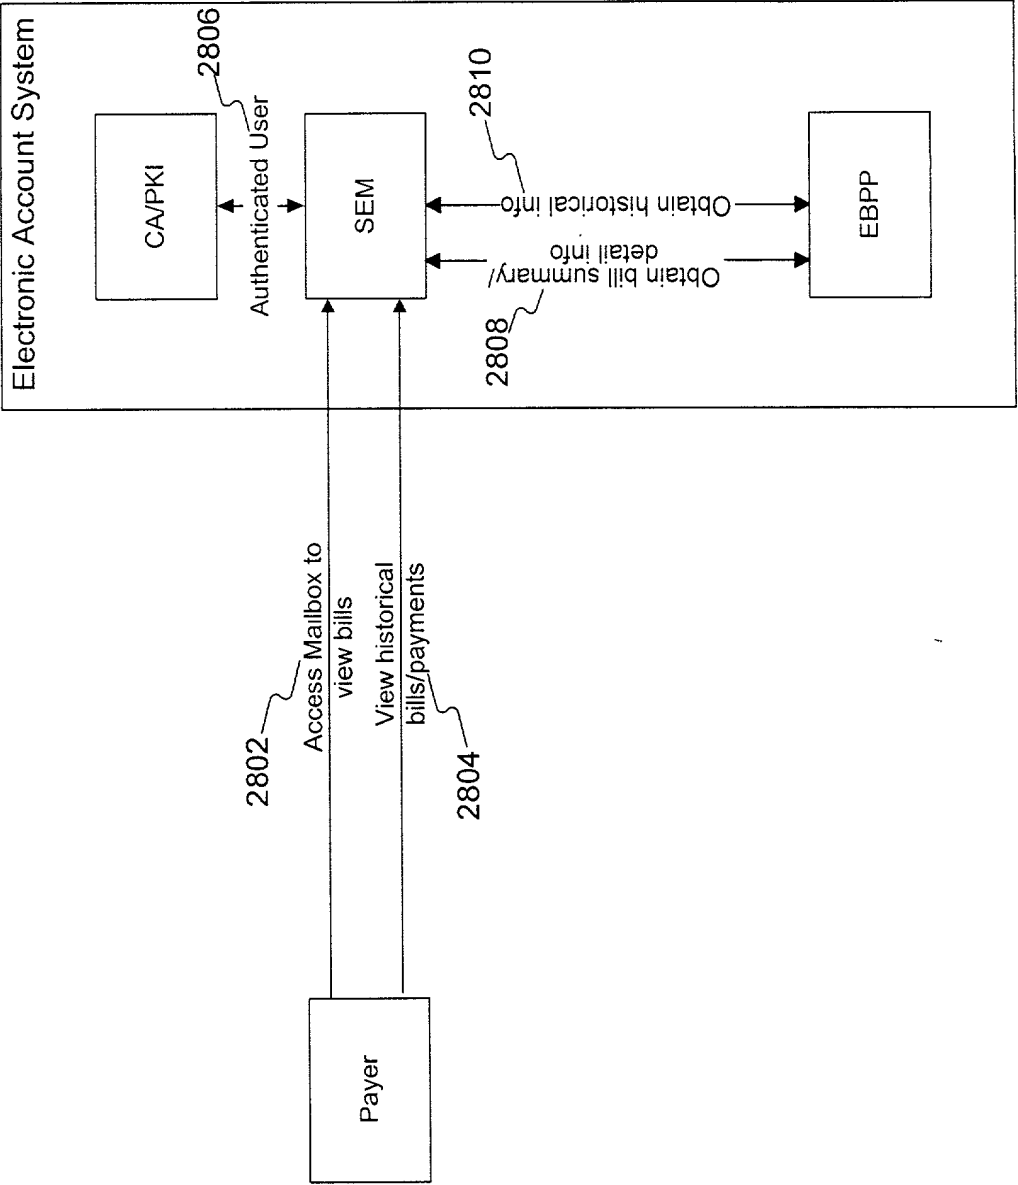 Electronic Account System
2806
CA/PKI
Authenticated User
SEM
2810
Obtain historical info
Obtain bill summary/
detail info
2808
EBPP
2802
Access Mailbox to
view bills
View historical
bills/payments
2804
Payer